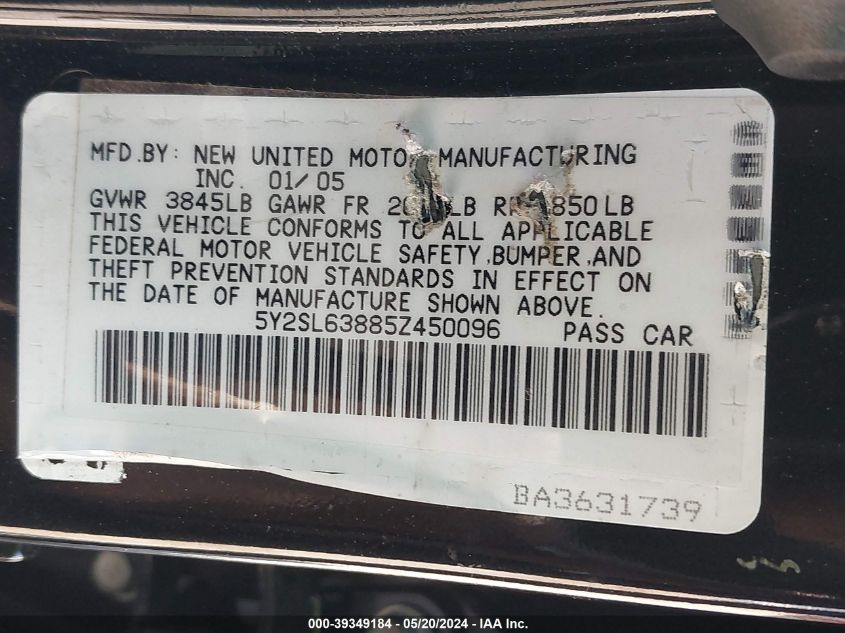 MFD.BY: NEW UNITED MOTOR MANUFACTURING
INC. 01/05
GVWR 3845LB GAWR FR LB 850LB
THIS VEHICLE CONFORMS TO ALL APPLICABLE
FEDERAL MOTOR VEHICLE SAFETY,BUMPER,AND
THEFT PREVENTION STANDARDS IN EFFECT ON
THE DATE OF MANUFACTURE SHOWN ABOVE.
5Y2SL63885Z450096 PASS CAR
BA3631739
000-39349184 - 05/20/2024 - IAA Inc.